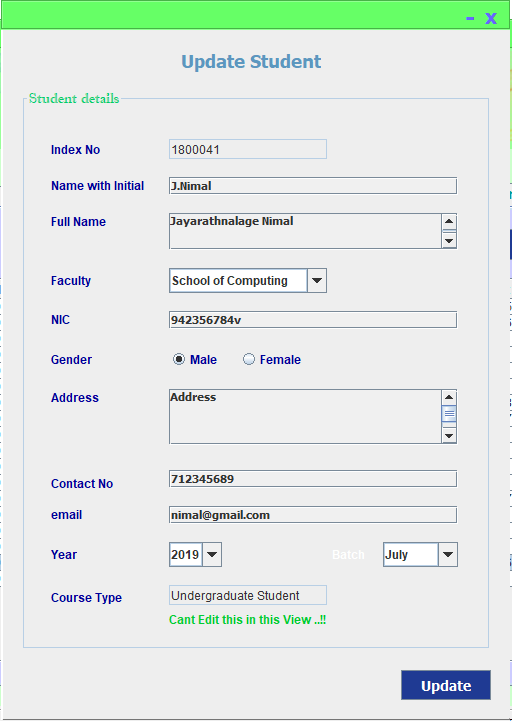 – x
Update Student
Student details
Index No 1800041
Name with Initial J.Nimal
Full Name Jayarathnalage Nimal
Faculty School of Computing
NIC 942356784v
Gender Male Female
Address Address
Contact No 712345689
email nimal@gmail.com
Year 2019 Batch July
Course Type Undergraduate Student
Cant Edit this in this View ..!!
Update